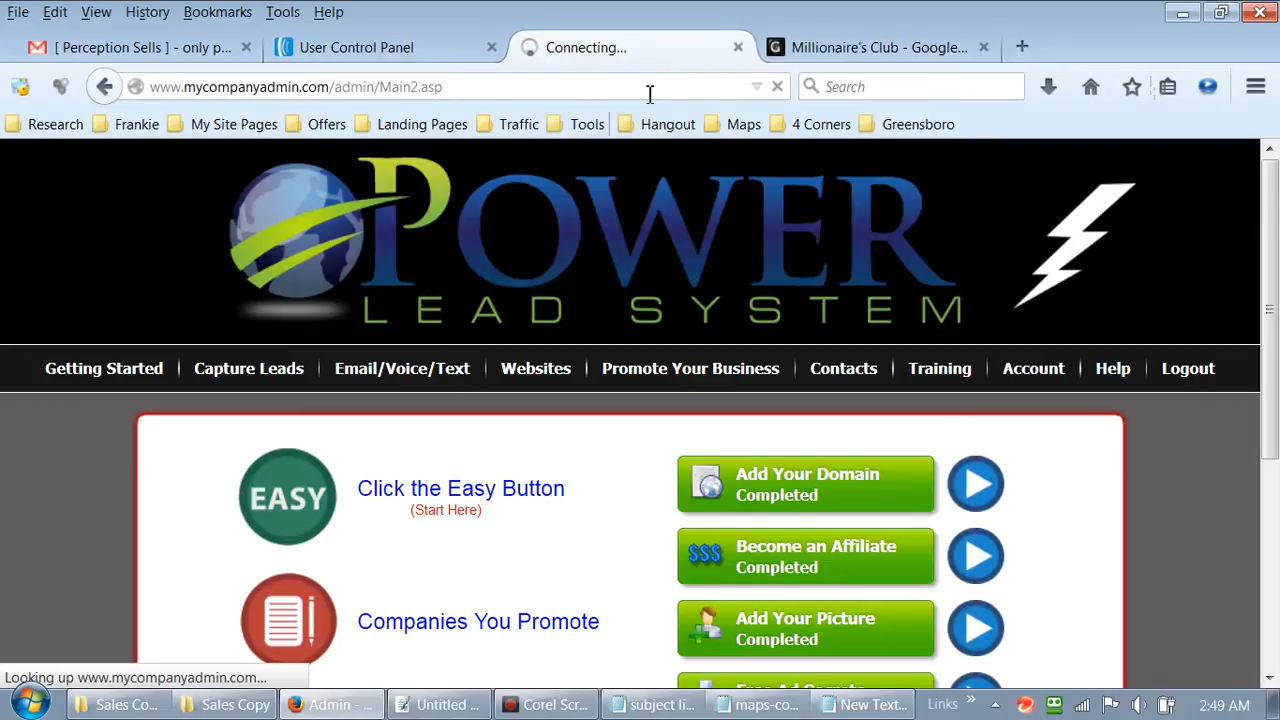 File Edit View History Bookmarks Tools Help
[ Perception Sells ] - only p... User Control Panel Connecting... Millionaire's Club - Google...
www.mycompanyadmin.com/admin/Main2.asp Search
Research Frankie My Site Pages Offers Landing Pages Traffic Tools Hangout Maps 4 Corners Greensboro
POWER
LEAD SYSTEM
Getting Started Capture Leads Email/Voice/Text Websites Promote Your Business Contacts Training Account Help Logout
EASY
Click the Easy Button
(Start Here)
Add Your Domain
Completed
$$$
Become an Affiliate
Completed
Companies You Promote
Add Your Picture
Completed
Looking up www.mycompanyadmin.com...
Sales Co... Sales Copy Admin - ... Untitled ... Corel Scr... subject li... maps-co... New Text... Links » 2:49 AM